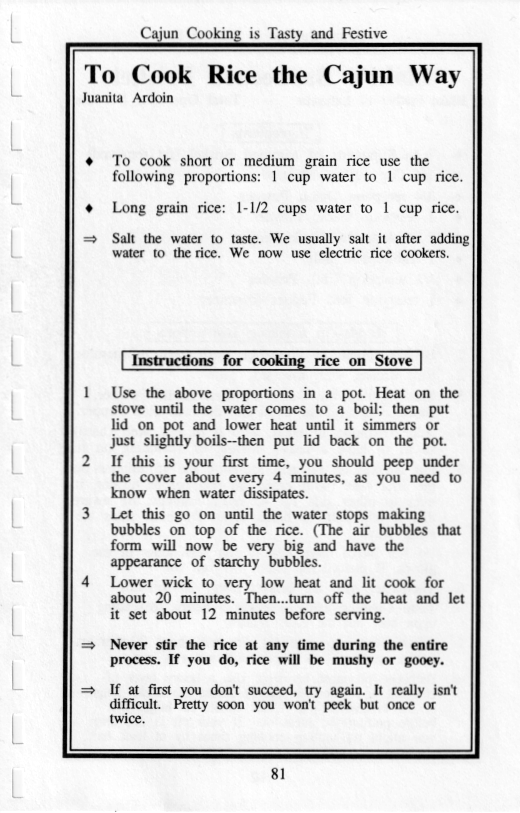 Cajun Cooking is Tasty and Festive
To Cook Rice the Cajun Way
Juanita Ardoin
♦ To cook short or medium grain rice use the
following proportions: 1 cup water to 1 cup rice.
♦ Long grain rice: 1-1/2 cups water to 1 cup rice.
⇒ Salt the water to taste. We usually salt it after adding
water to the rice. We now use electric rice cookers.
Instructions for cooking rice on Stove
1 Use the above proportions in a pot. Heat on the
stove until the water comes to a boil; then put
lid on pot and lower heat until it simmers or
just slightly boils--then put lid back on the pot.
2 If this is your first time, you should peep under
the cover about every 4 minutes, as you need to
know when water dissipates.
3 Let this go on until the water stops making
bubbles on top of the rice. (The air bubbles that
form will now be very big and have the
appearance of starchy bubbles.
4 Lower wick to very low heat and lit cook for
about 20 minutes. Then...turn off the heat and let
it set about 12 minutes before serving.
⇒ Never stir the rice at any time during the entire
process. If you do, rice will be mushy or gooey.
⇒ If at first you don't succeed, try again. It really isn't
difficult. Pretty soon you won't peek but once or
twice.
81